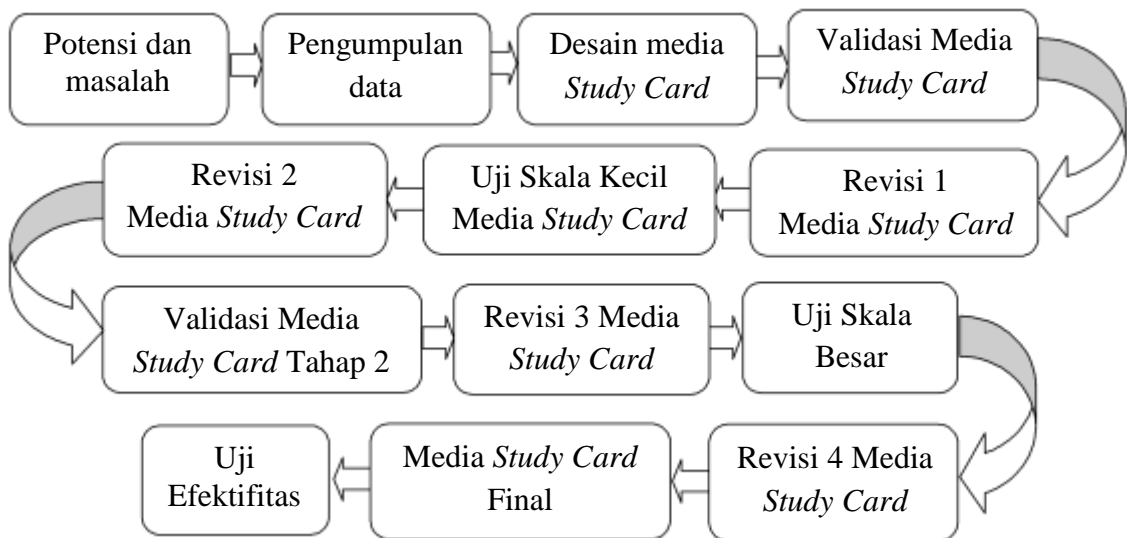 Potensi dan
masalah
Pengumpulan
data
Desain media
Study Card
Validasi Media
Study Card
Revisi 1
Media Study Card
Uji Skala Kecil
Media Study Card
Revisi 2
Media Study Card
Validasi Media
Study Card Tahap 2
Revisi 3 Media
Study Card
Uji Skala
Besar
Revisi 4 Media
Study Card
Media Study Card
Final
Uji
Efektifitas